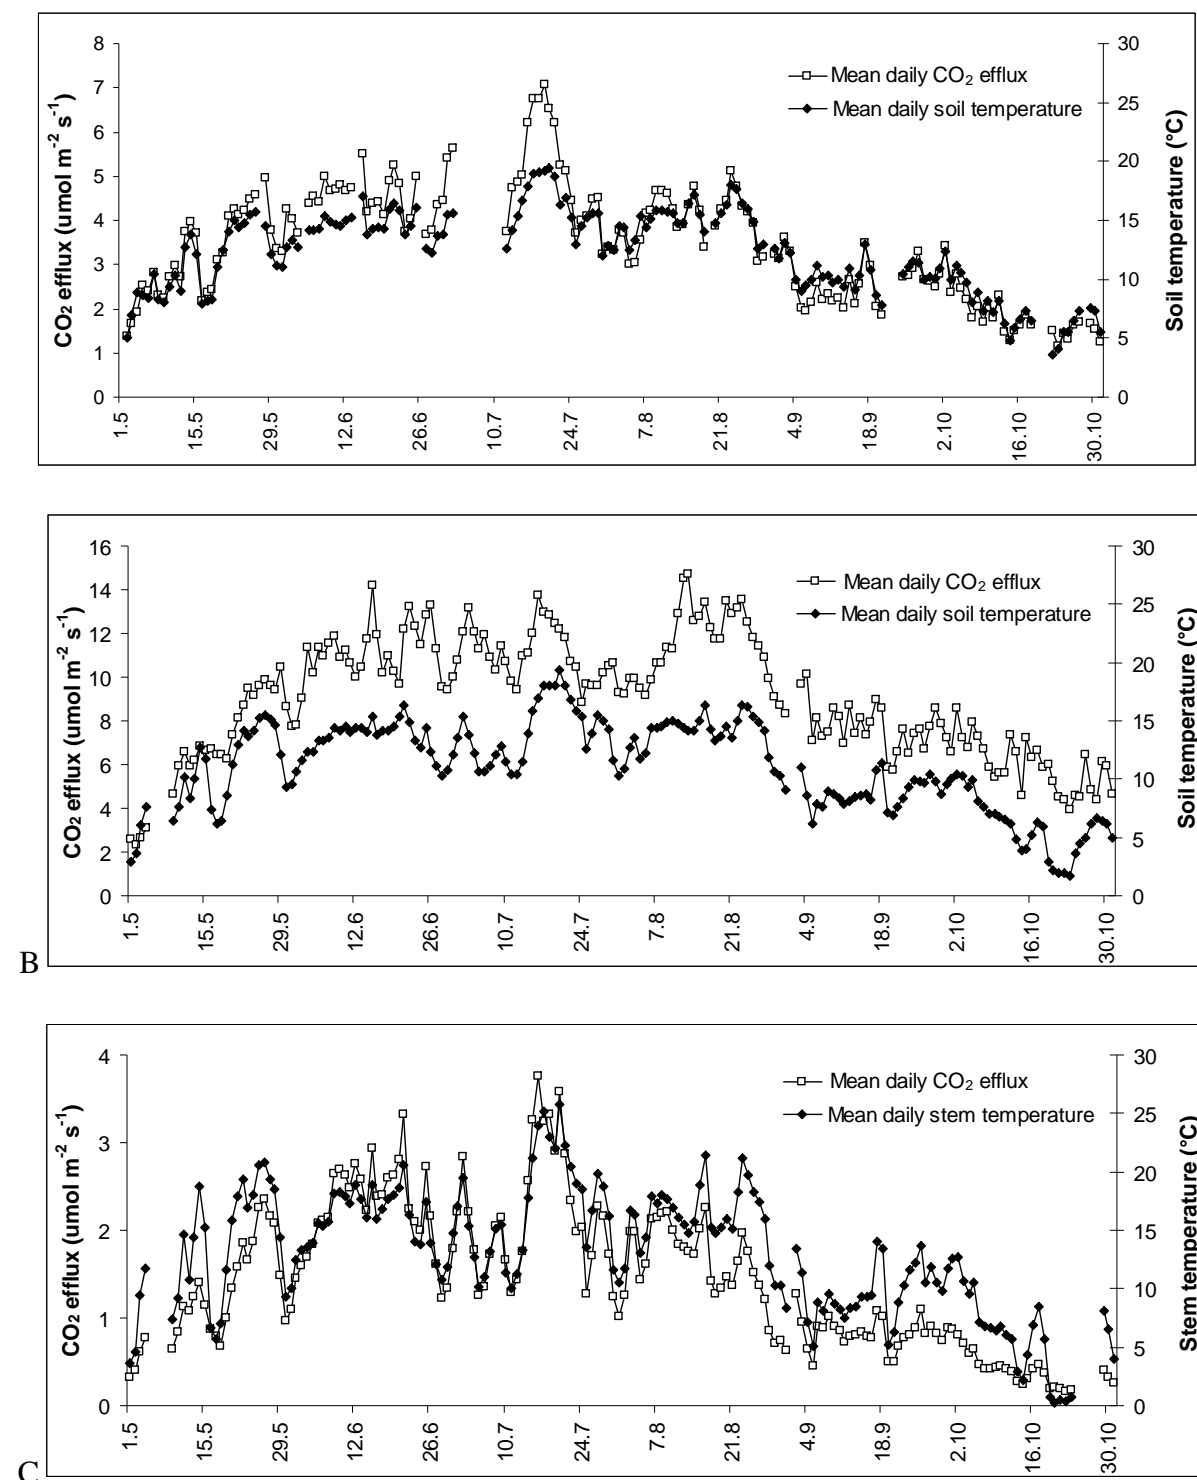 8
7
6
5
4
3
2
1
0
CO₂ efflux (umol m⁻² s⁻¹)
30
25
20
15
10
5
0
Soil temperature (°C)
Mean daily CO₂ efflux
Mean daily soil temperature
1.5 15.5 29.5 12.6 26.6 10.7 24.7 7.8 21.8 4.9 18.9 2.10 16.10 30.10
B
16
14
12
10
8
6
4
2
0
CO₂ efflux (umol m⁻² s⁻¹)
30
25
20
15
10
5
0
Soil temperature (°C)
Mean daily CO₂ efflux
Mean daily soil temperature
1.5 15.5 29.5 12.6 26.6 10.7 24.7 7.8 21.8 4.9 18.9 2.10 16.10 30.10
C
4
3
2
1
0
CO₂ efflux (umol m⁻² s⁻¹)
30
25
20
15
10
5
0
Stem temperature (°C)
Mean daily CO₂ efflux
Mean daily stem temperature
1.5 15.5 29.5 12.6 26.6 10.7 24.7 7.8 21.8 4.9 18.9 2.10 16.10 30.10